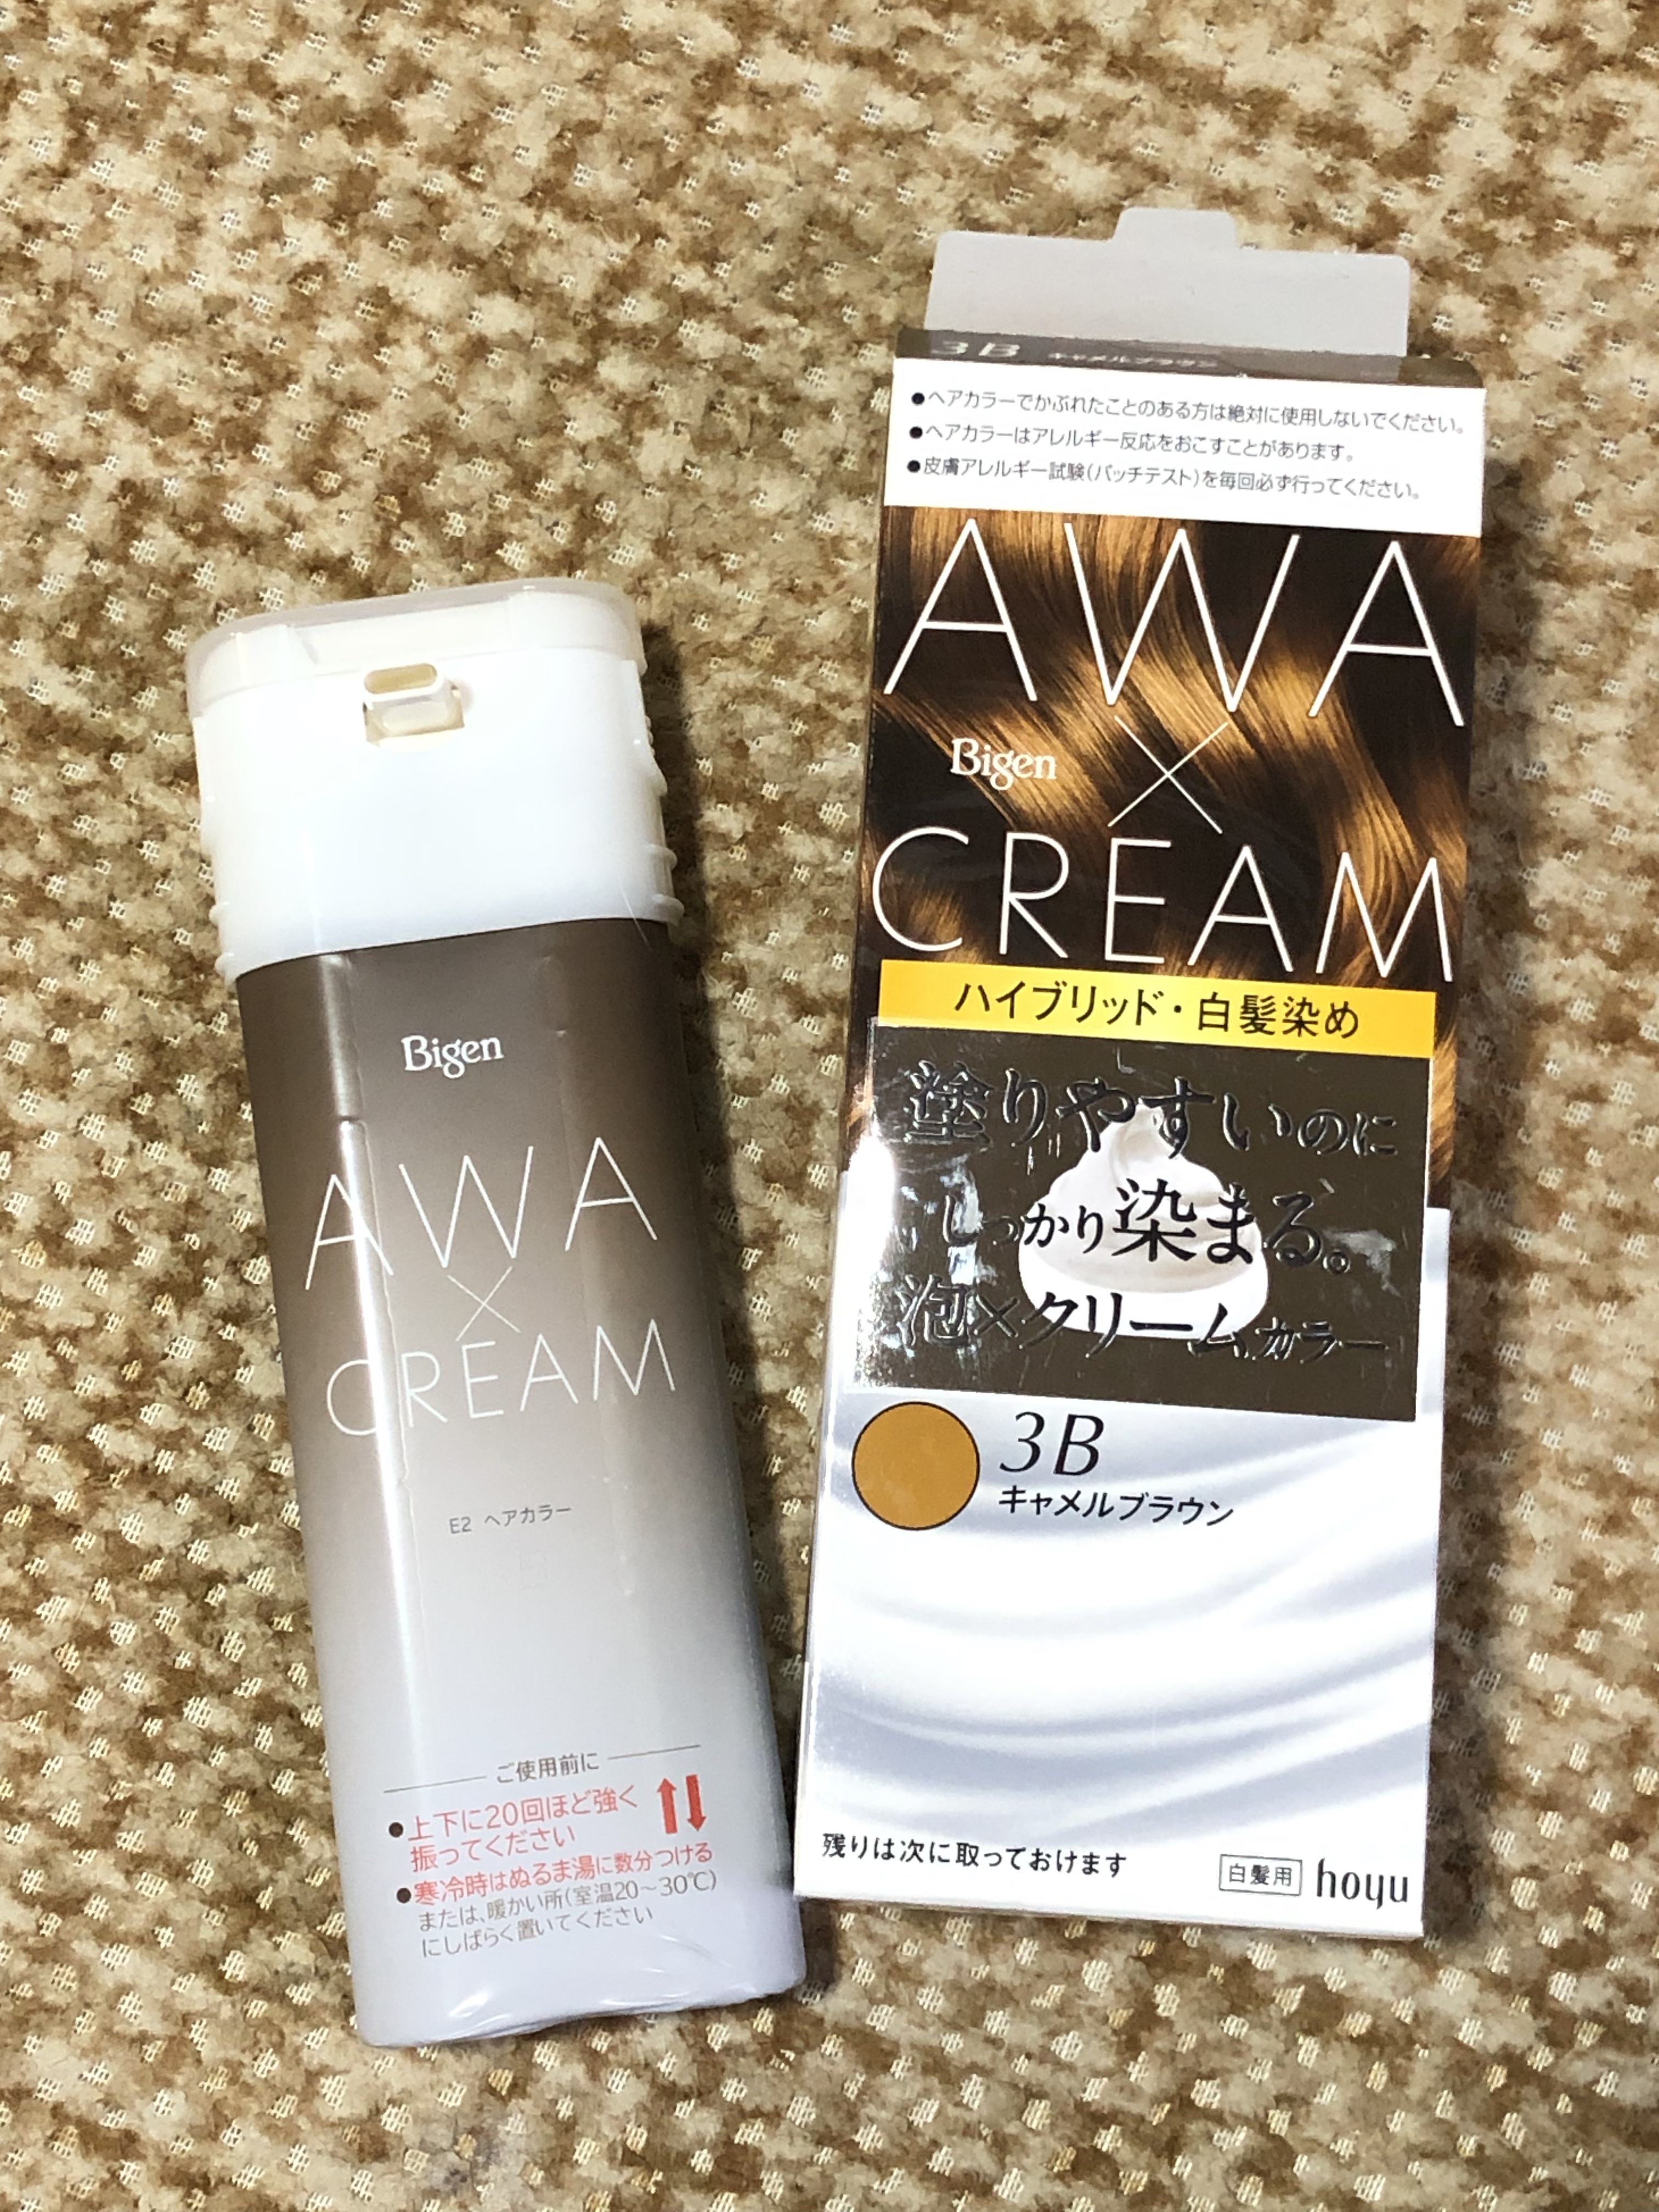 Bigen
AWA
×
CREAM
E2 ヘアカラー
ご使用前に
●上下に20回ほど強く
振ってください
●寒冷時はぬるま湯に数分つける
または、暖かい所(室温20～30℃)
にしばらく置いてください
3B キャメルブラウン
●ヘアカラーでかぶれたことのある方は絶対に使用しないでください。
●ヘアカラーはアレルギー反応をおこすことがあります。
●皮膚アレルギー試験(パッチテスト)を毎回必ず行ってください。
AWA
Bigen ×
CREAM
ハイブリッド・白髪染め
塗りやすいのに
しっかり染まる。
泡×クリームカラー
3B
キャメルブラウン
残りは次に取っておけます
白髪用 hoyu